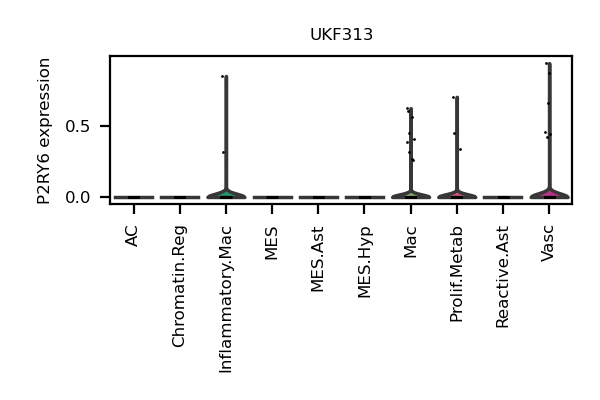 UKF313
P2RY6 expression
0.5
0.0
AC
Chromatin.Reg
Inflammatory.Mac
MES
MES.Ast
MES.Hyp
Mac
Prolif.Metab
Reactive.Ast
Vasc